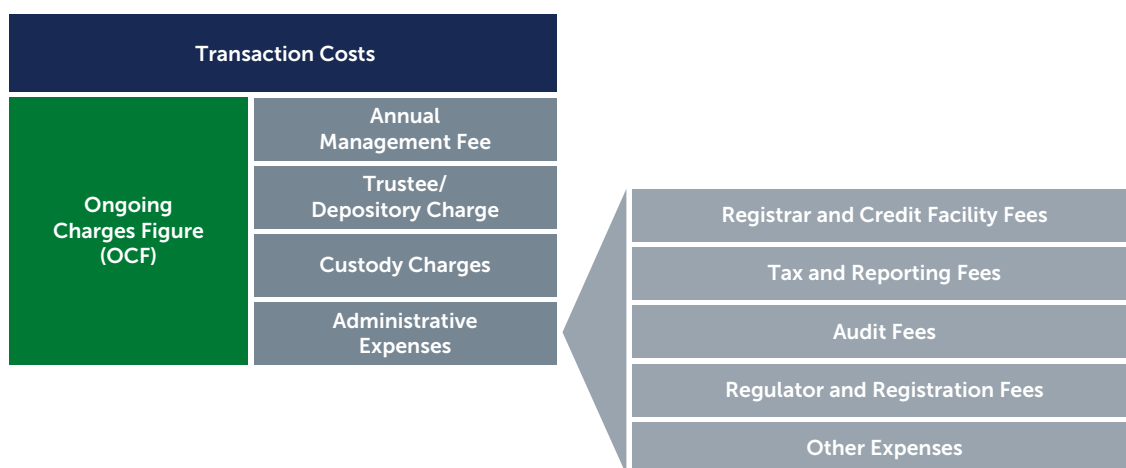 Transaction Costs
Ongoing
Charges Figure
(OCF)
Annual
Management Fee
Trustee/
Depository Charge
Custody Charges
Administrative
Expenses
Registrar and Credit Facility Fees
Tax and Reporting Fees
Audit Fees
Regulator and Registration Fees
Other Expenses